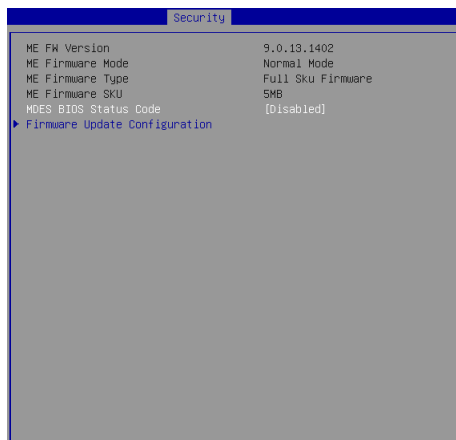 Security
ME FW Version 9.0.13.1402
ME Firmware Mode Normal Mode
ME Firmware Type Full Sku Firmware
ME Firmware SKU 5MB
MDES BIOS Status Code [Disabled]
Firmware Update Configuration